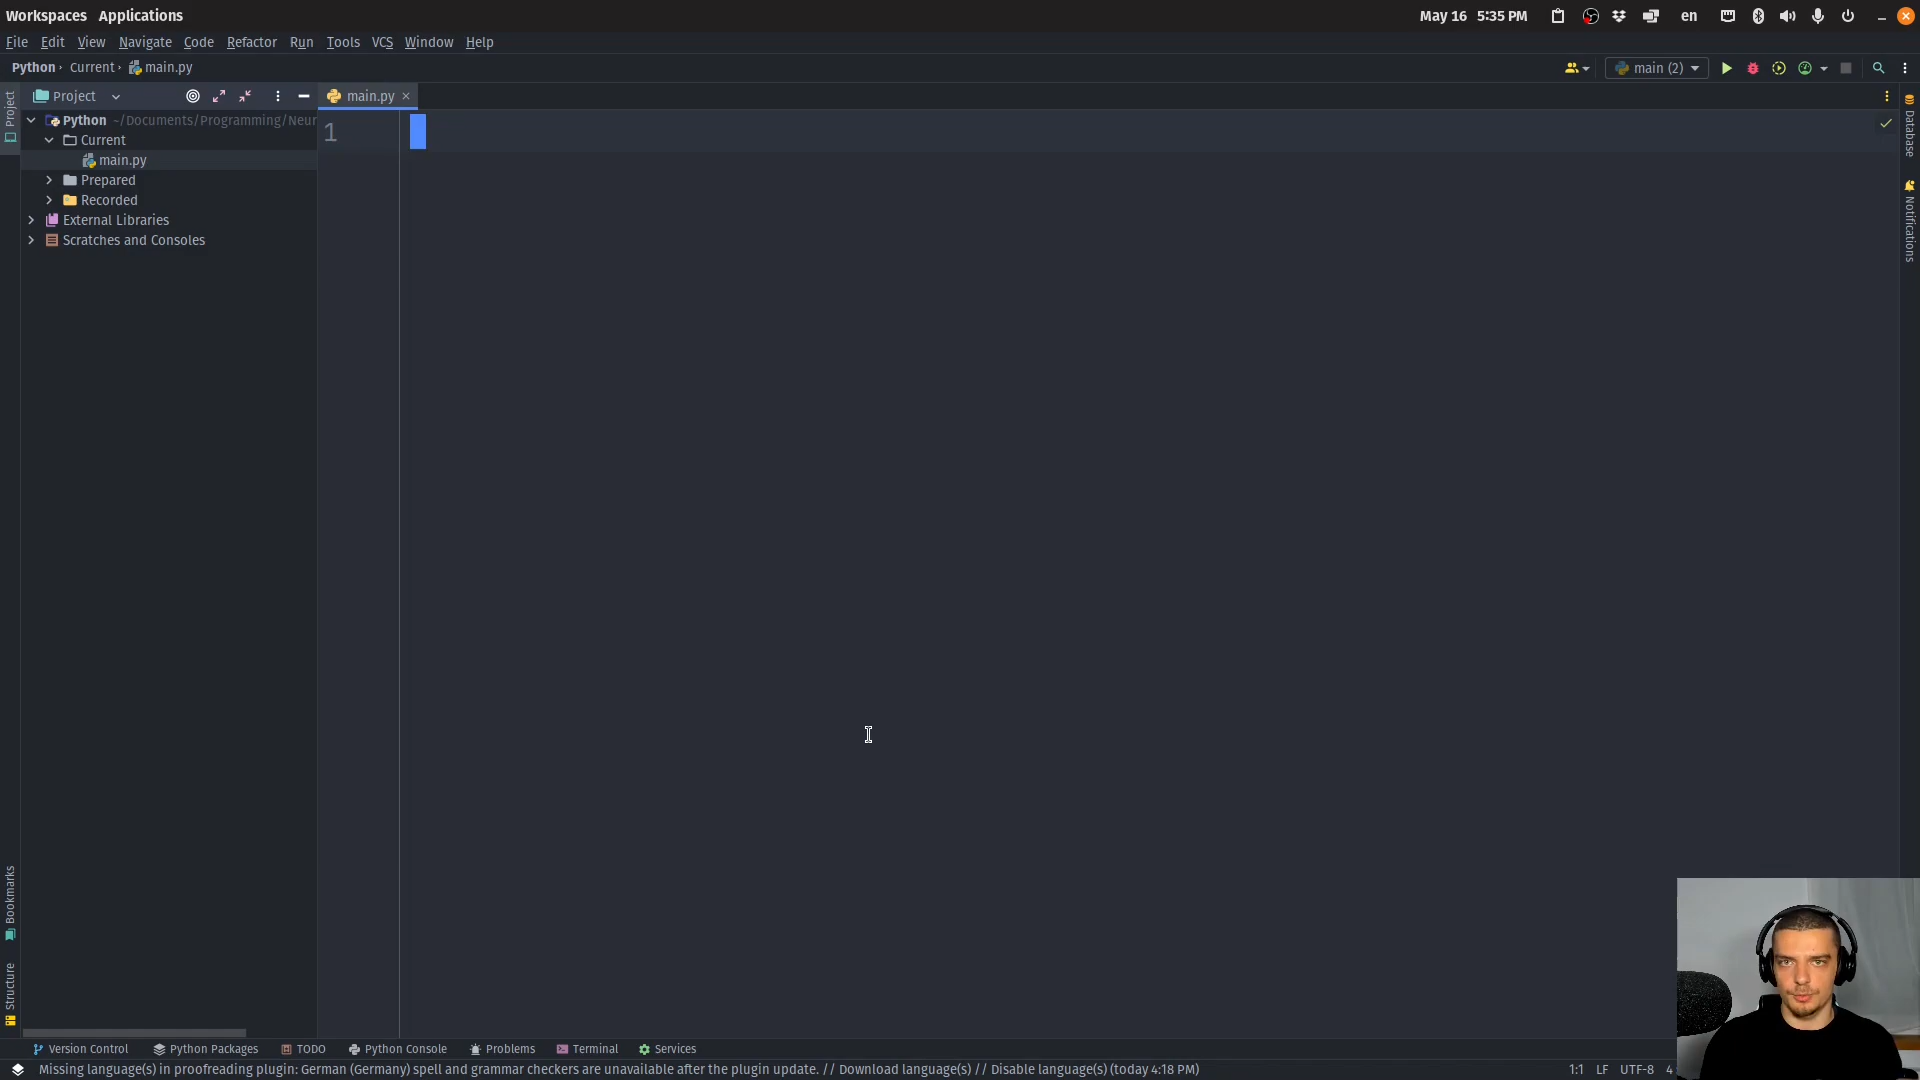 Workspaces Applications May 16 5:35 PM en
File Edit View Navigate Code Refactor Run Tools VCS Window Help
Python › Current › main.py main (2)
Project main.py
Project
Python ~/Documents/Programming/Neur
Current
main.py
Prepared
Recorded
External Libraries
Scratches and Consoles
1
Database
Notifications
Bookmarks
Structure
Version Control Python Packages TODO Python Console Problems Terminal Services
Missing language(s) in proofreading plugin: German (Germany) spell and grammar checkers are unavailable after the plugin update. // Download language(s) // Disable language(s) (today 4:18 PM) 1:1 LF UTF-8 4